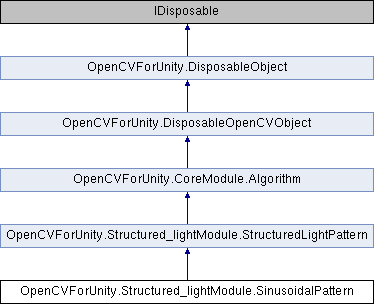 IDisposable
OpenCVForUnity.DisposableObject
OpenCVForUnity.DisposableOpenCVObject
OpenCVForUnity.CoreModule.Algorithm
OpenCVForUnity.Structured_lightModule.StructuredLightPattern
OpenCVForUnity.Structured_lightModule.SinusoidalPattern